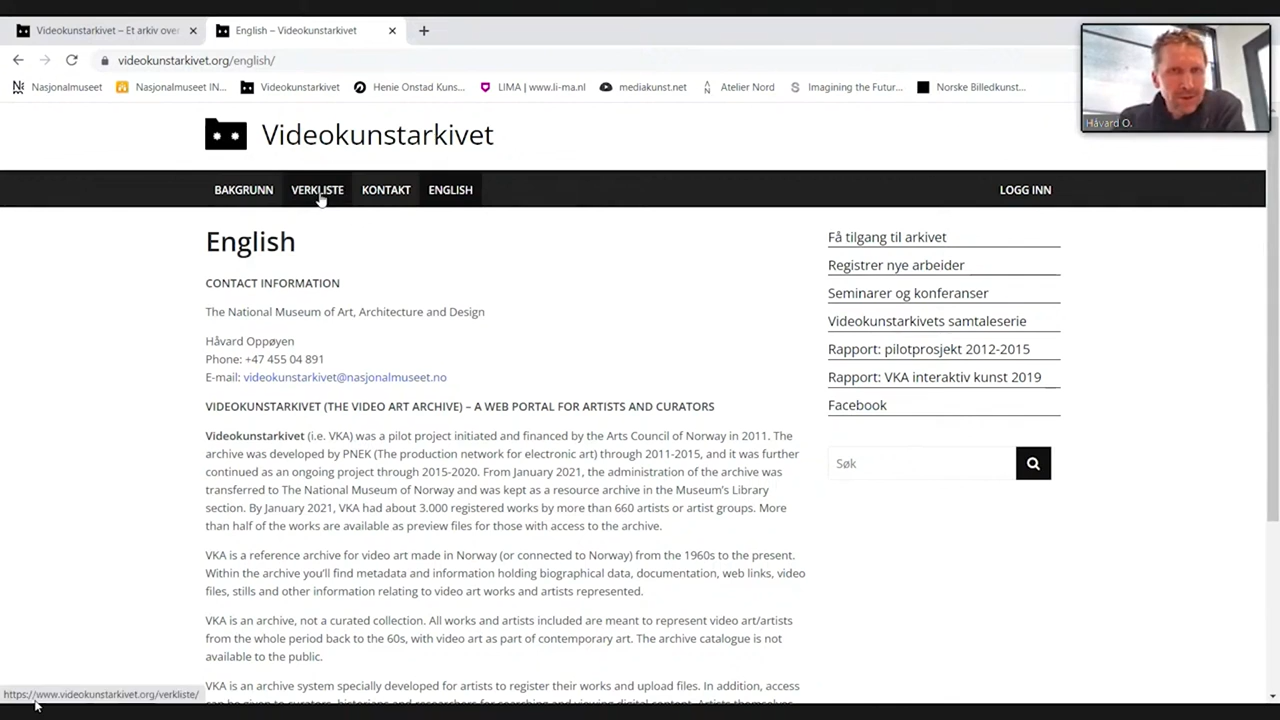 Videokunstarkivet – Et arkiv over
English – Videokunstarkivet
videokunstarkivet.org/english/
Nasjonalmuseet
Nasjonalmuseet IN...
Videokunstarkivet
Henie Onstad Kuns...
LIMA | www.li-ma.nl
mediakunst.net
Atelier Nord
Imagining the Futur...
Norske Billedkunst...
Håvard O.
Videokunstarkivet
BAKGRUNN VERKLISTE KONTAKT ENGLISH LOGG INN
English
CONTACT INFORMATION
The National Museum of Art, Architecture and Design
Håvard Oppøyen
Phone: +47 455 04 891
E-mail: videokunstarkivet@nasjonalmuseet.no
VIDEOKUNSTARKIVET (THE VIDEO ART ARCHIVE) – A WEB PORTAL FOR ARTISTS AND CURATORS
Videokunstarkivet (i.e. VKA) was a pilot project initiated and financed by the Arts Council of Norway in 2011. The
archive was developed by PNEK (The production network for electronic art) through 2011-2015, and it was further
continued as an ongoing project through 2015-2020. From January 2021, the administration of the archive was
transferred to The National Museum of Norway and was kept as a resource archive in the Museum's Library
section. By January 2021, VKA had about 3.000 registered works by more than 660 artists or artist groups. More
than half of the works are available as preview files for those with access to the archive.
VKA is a reference archive for video art made in Norway (or connected to Norway) from the 1960s to the present.
Within the archive you'll find metadata and information holding biographical data, documentation, web links, video
files, stills and other information relating to video art works and artists represented.
VKA is an archive, not a curated collection. All works and artists included are meant to represent video art/artists
from the whole period back to the 60s, with video art as part of contemporary art. The archive catalogue is not
available to the public.
VKA is an archive system specially developed for artists to register their works and upload files. In addition, access
can be given to curators, historians and researchers for searching and viewing digital content. Artists themselves
Få tilgang til arkivet
Registrer nye arbeider
Seminarer og konferanser
Videokunstarkivets samtaleserie
Rapport: pilotprosjekt 2012-2015
Rapport: VKA interaktiv kunst 2019
Facebook
Søk
https://www.videokunstarkivet.org/verkliste/